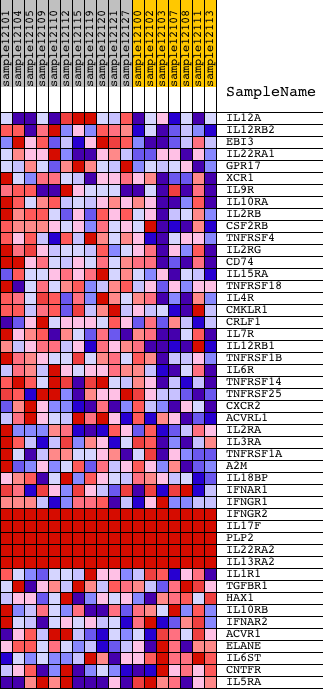 sample12101
sample12104
sample12105
sample12109
sample12110
sample12112
sample12115
sample12119
sample12120
sample12124
sample12127
sample12100
sample12102
sample12103
sample12107
sample12108
sample12111
sample12113
SampleName
IL12A
IL12RB2
EBI3
IL22RA1
GPR17
XCR1
IL9R
IL10RA
IL2RB
CSF2RB
TNFRSF4
IL2RG
CD74
IL15RA
TNFRSF18
IL4R
CMKLR1
CRLF1
IL7R
IL12RB1
TNFRSF1B
IL6R
TNFRSF14
TNFRSF25
CXCR2
ACVRL1
IL2RA
IL3RA
TNFRSF1A
A2M
IL18BP
IFNAR1
IFNGR1
IFNGR2
IL17F
PLP2
IL22RA2
IL13RA2
IL1R1
TGFBR1
HAX1
IL10RB
IFNAR2
ACVR1
ELANE
IL6ST
CNTFR
IL5RA